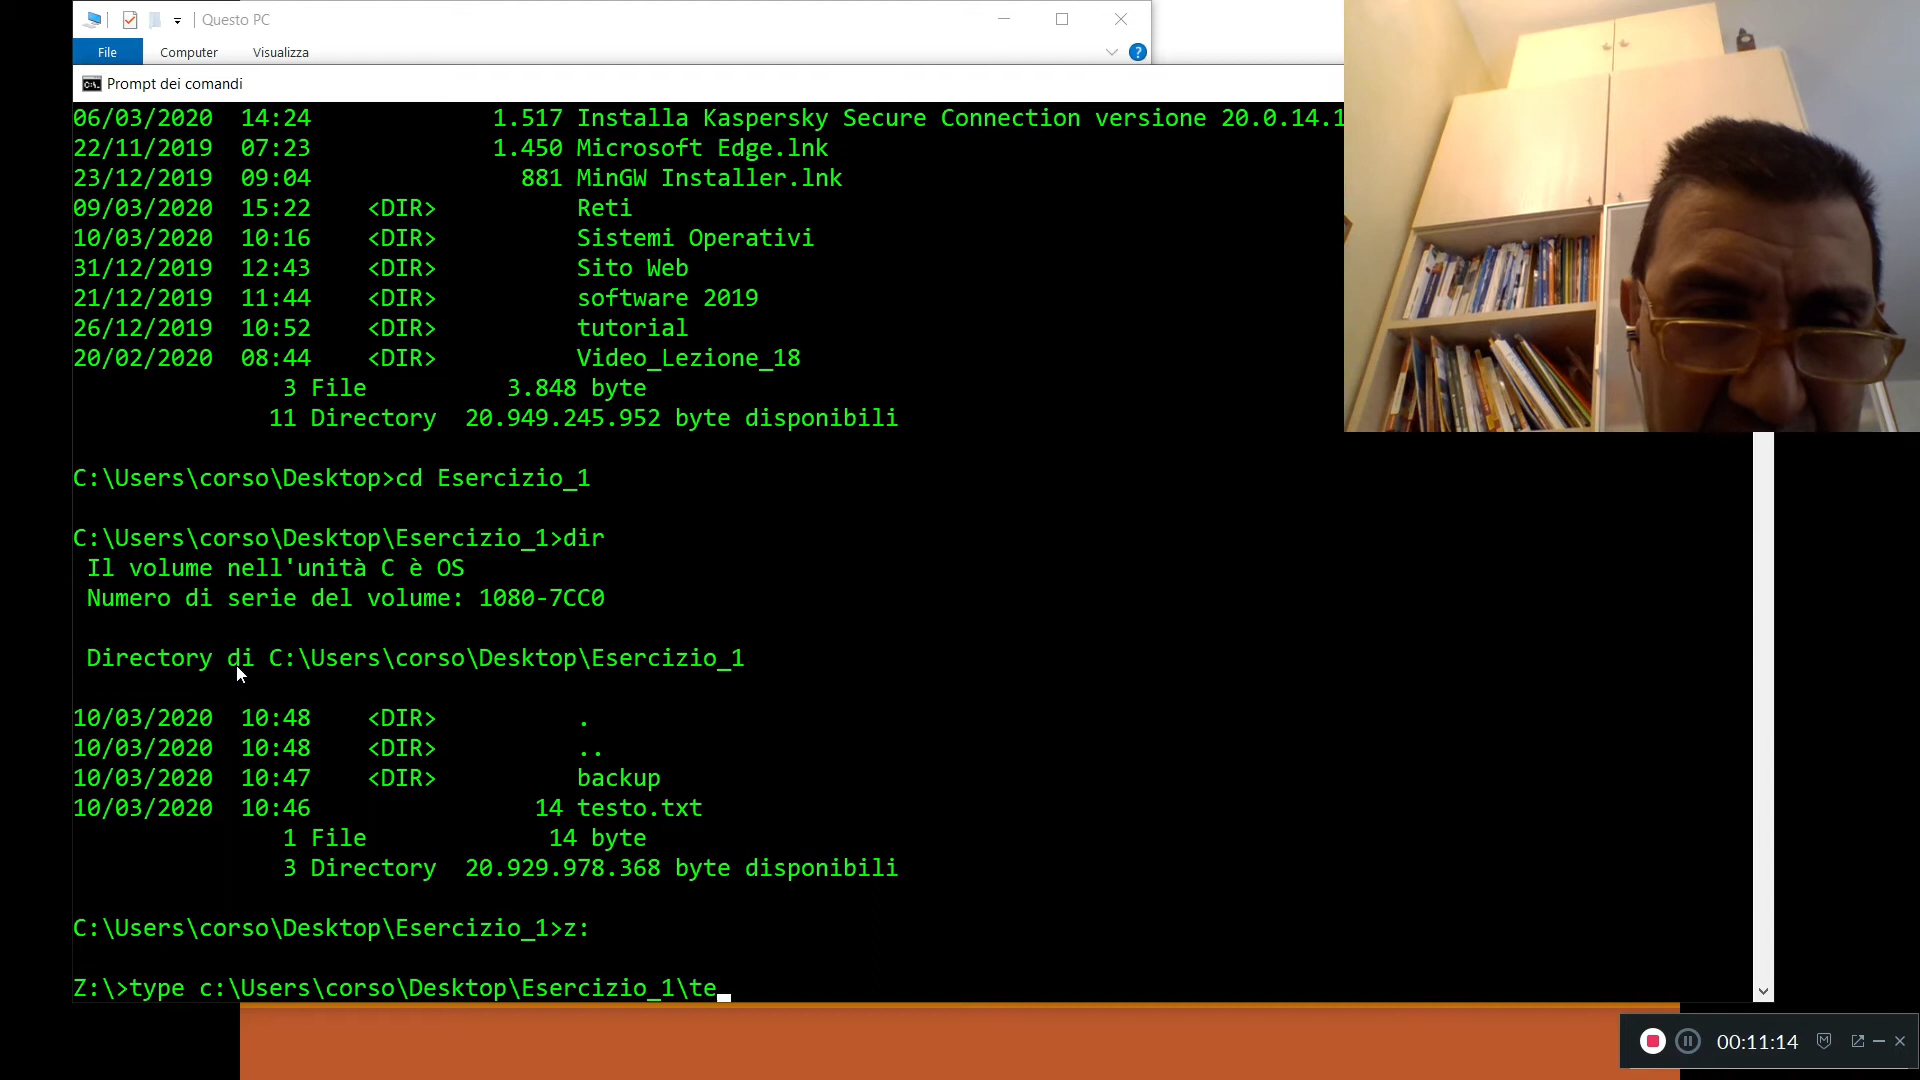 Questo PC
File Computer Visualizza
Prompt dei comandi
06/03/2020 14:24 1.517 Installa Kaspersky Secure Connection versione 20.0.14.1
22/11/2019 07:23 1.450 Microsoft Edge.lnk
23/12/2019 09:04 881 MinGW Installer.lnk
09/03/2020 15:22 <DIR> Reti
10/03/2020 10:16 <DIR> Sistemi Operativi
31/12/2019 12:43 <DIR> Sito Web
21/12/2019 11:44 <DIR> software 2019
26/12/2019 10:52 <DIR> tutorial
20/02/2020 08:44 <DIR> Video_Lezione_18
3 File 3.848 byte
11 Directory 20.949.245.952 byte disponibili
C:\Users\corso\Desktop>cd Esercizio_1
C:\Users\corso\Desktop\Esercizio_1>dir
Il volume nell'unità C è OS
Numero di serie del volume: 1080-7CC0
Directory di C:\Users\corso\Desktop\Esercizio_1
10/03/2020 10:48 <DIR> .
10/03/2020 10:48 <DIR> ..
10/03/2020 10:47 <DIR> backup
10/03/2020 10:46 14 testo.txt
1 File 14 byte
3 Directory 20.929.978.368 byte disponibili
C:\Users\corso\Desktop\Esercizio_1>z:
Z:\>type c:\Users\corso\Desktop\Esercizio_1\te_
00:11:14